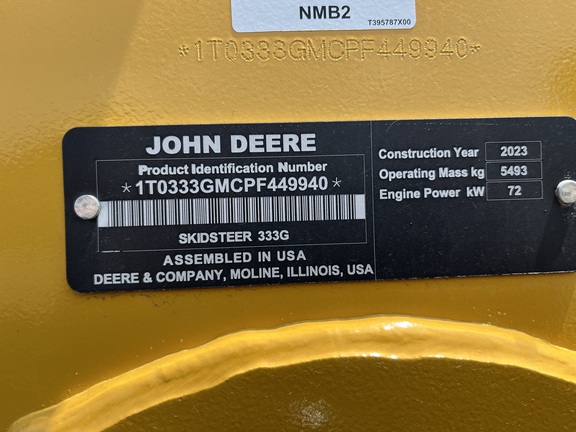 NMB2
T395787X00
*1T0333GMCPF449940*
JOHN DEERE
Product Identification Number
*1T0333GMCPF449940*
SKIDSTEER 333G
ASSEMBLED IN USA
DEERE & COMPANY, MOLINE, ILLINOIS, USA
Construction Year 2023
Operating Mass kg 5493
Engine Power kW 72